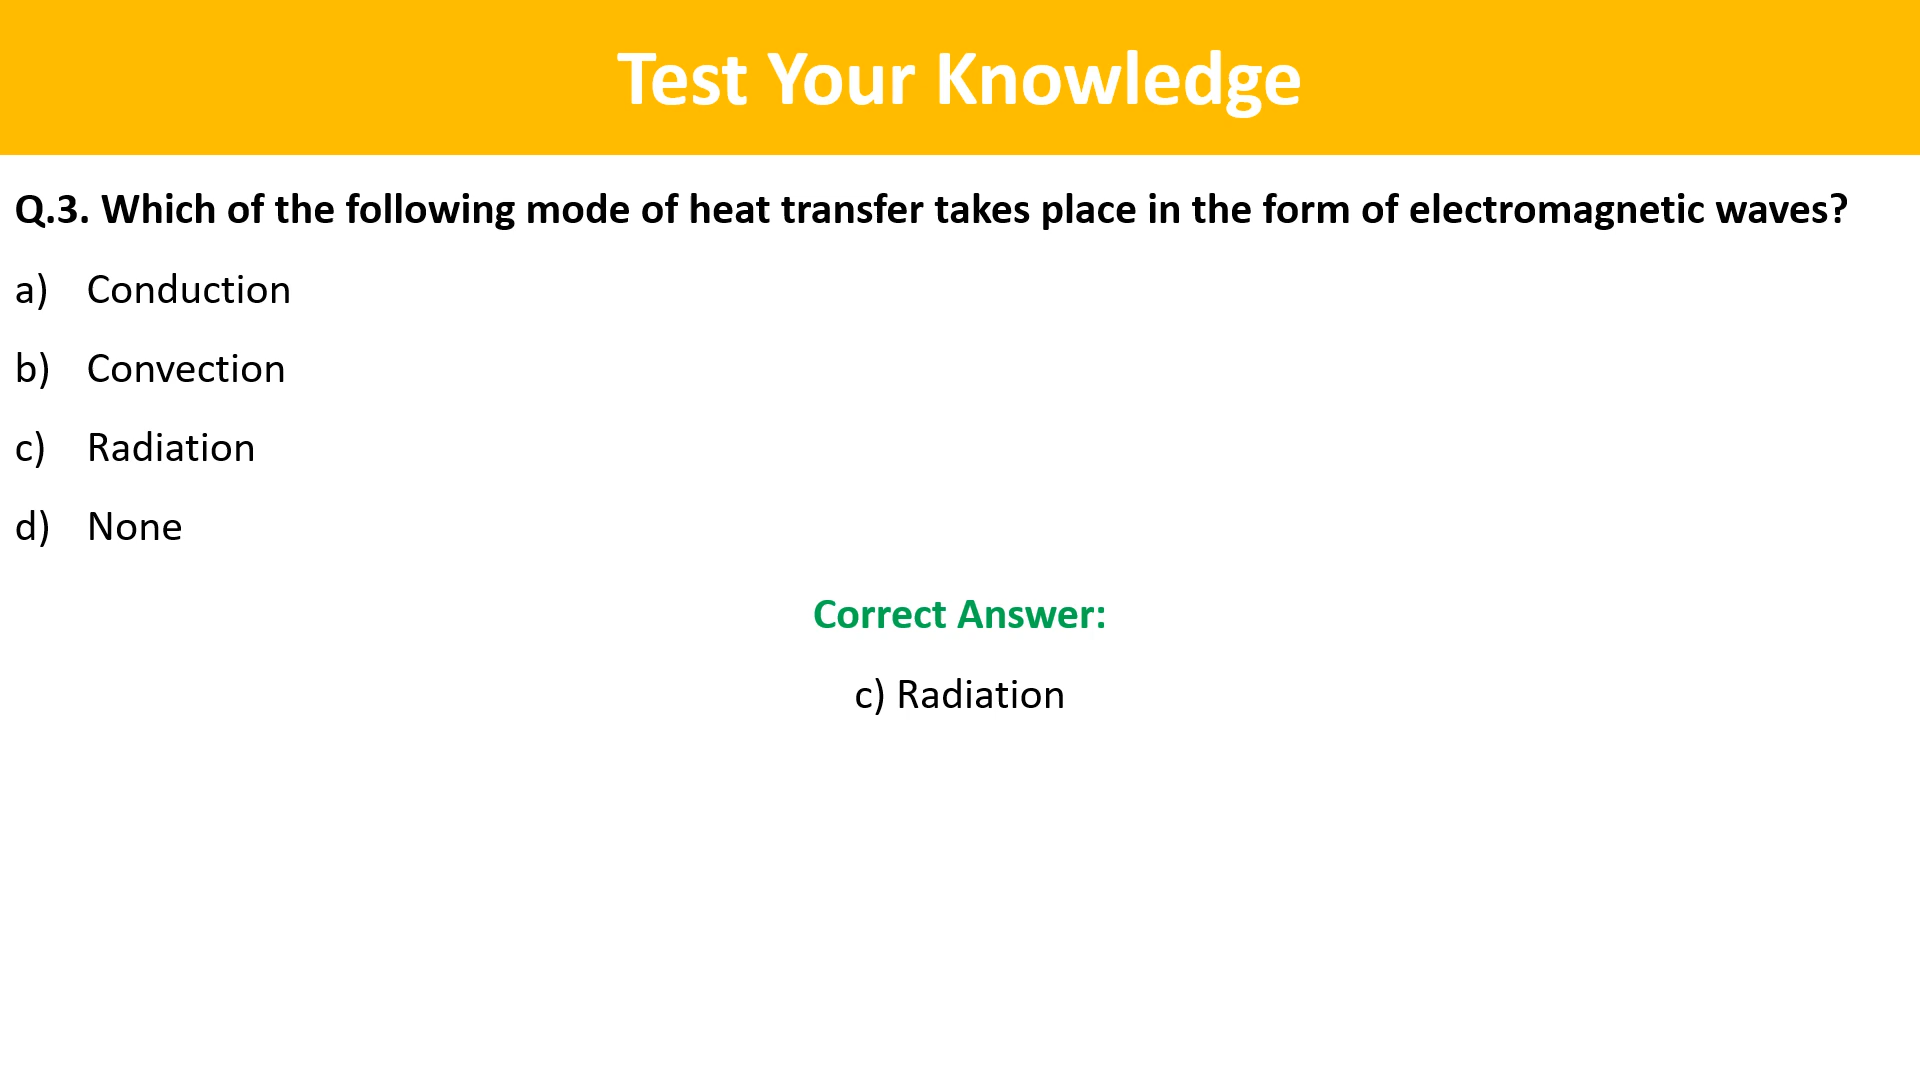 Test Your Knowledge
Q.3. Which of the following mode of heat transfer takes place in the form of electromagnetic waves?
a) Conduction
b) Convection
c) Radiation
d) None
Correct Answer:
c) Radiation